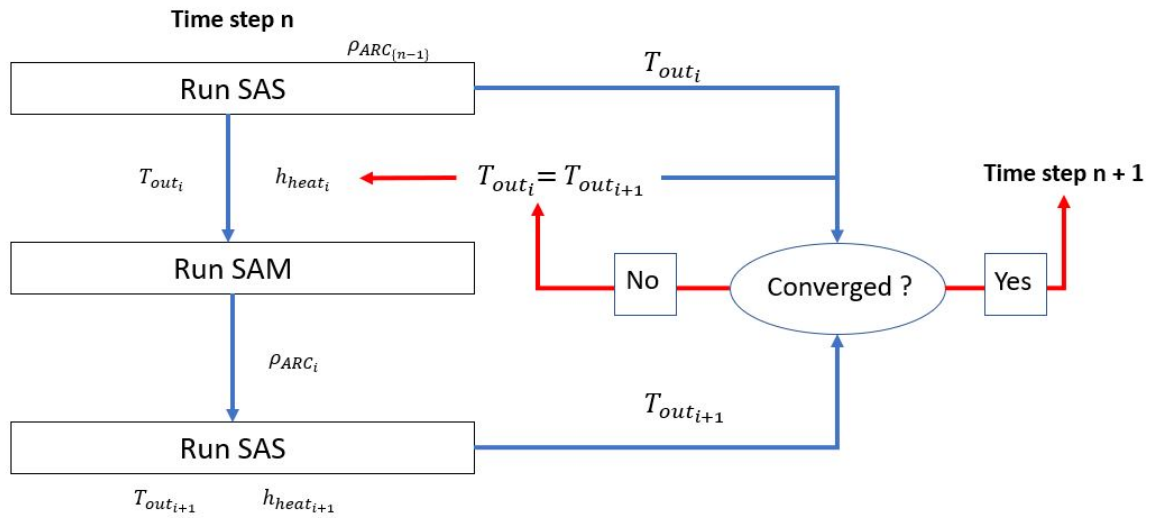 Time step n
ρ_ARC_{n−1}
Run SAS
T_out_i
T_out_i
h_heat_i
T_out_i = T_out_i+1
Time step n + 1
Run SAM
No
Converged ?
Yes
ρ_ARC_i
T_out_i+1
Run SAS
T_out_i+1
h_heat_i+1